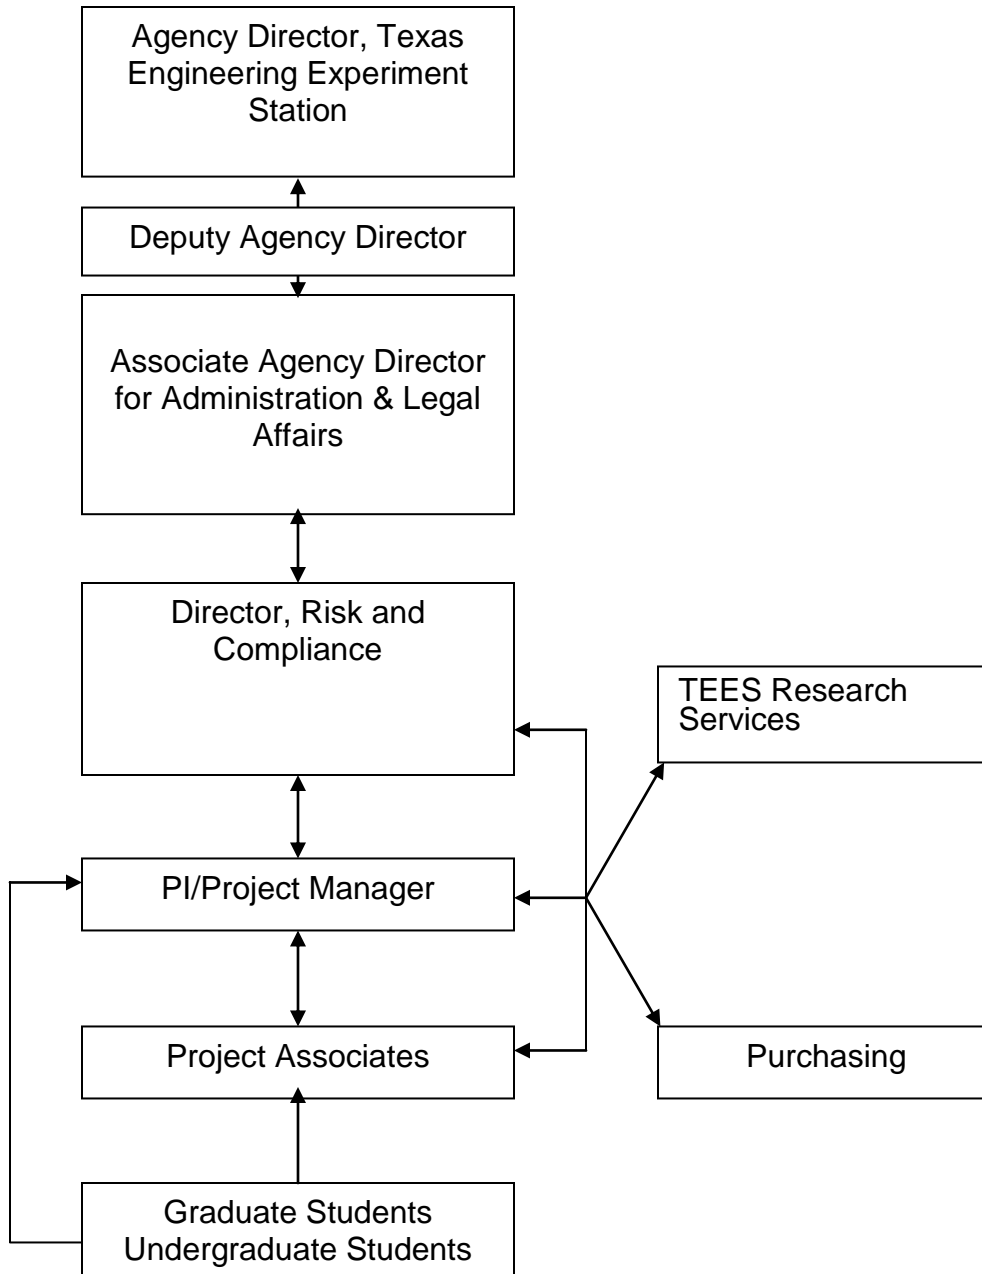 Agency Director, Texas
Engineering Experiment
Station
Deputy Agency Director
Associate Agency Director
for Administration & Legal
Affairs
Director, Risk and
Compliance
TEES Research
Services
PI/Project Manager
Project Associates
Purchasing
Graduate Students
Undergraduate Students